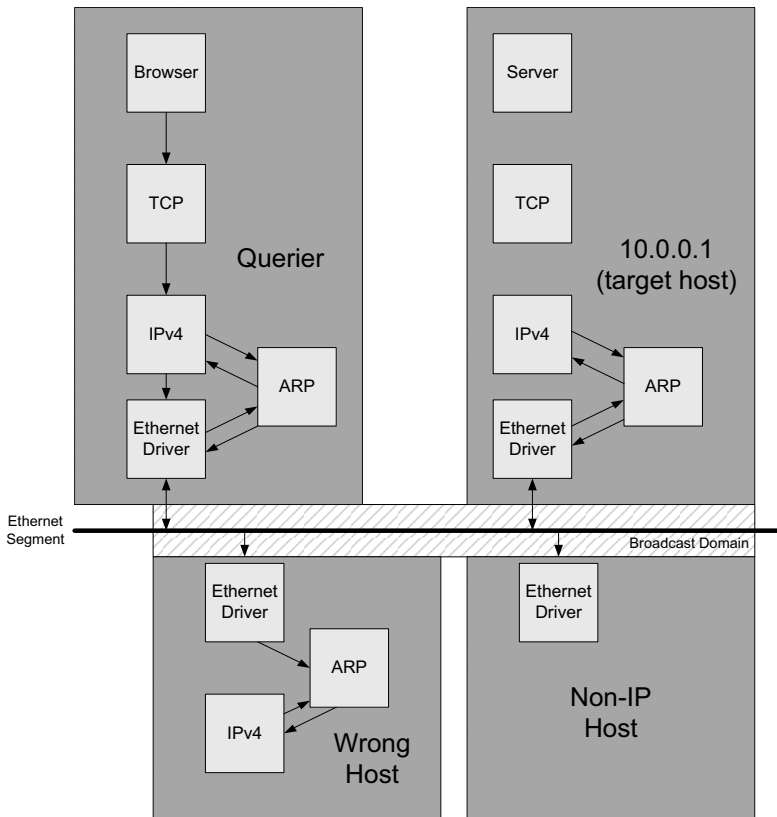 Browser
TCP
Querier
IPv4
ARP
Ethernet
Driver
Server
TCP
10.0.0.1
(target host)
IPv4
ARP
Ethernet
Driver
Ethernet
Segment
Broadcast Domain
Ethernet
Driver
ARP
IPv4
Wrong
Host
Ethernet
Driver
Non-IP
Host